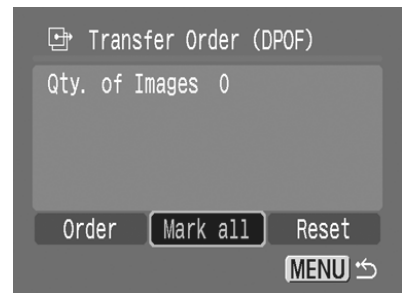 Transfer Order (DPOF)
Qty. of Images 0
Order Mark all Reset
MENU